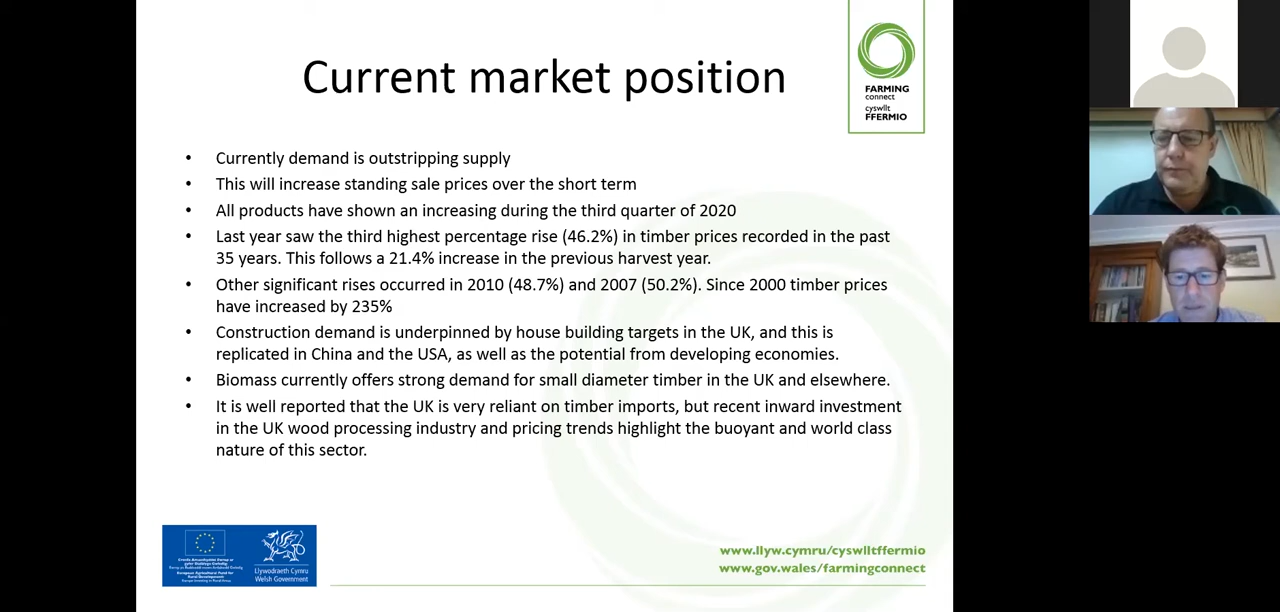 Current market position
FARMING
connect
cyswllt
FFERMIO
• Currently demand is outstripping supply
• This will increase standing sale prices over the short term
• All products have shown an increasing during the third quarter of 2020
• Last year saw the third highest percentage rise (46.2%) in timber prices recorded in the past
35 years. This follows a 21.4% increase in the previous harvest year.
• Other significant rises occurred in 2010 (48.7%) and 2007 (50.2%). Since 2000 timber prices
have increased by 235%
• Construction demand is underpinned by house building targets in the UK, and this is
replicated in China and the USA, as well as the potential from developing economies.
• Biomass currently offers strong demand for small diameter timber in the UK and elsewhere.
• It is well reported that the UK is very reliant on timber imports, but recent inward investment
in the UK wood processing industry and pricing trends highlight the buoyant and world class
nature of this sector.
Llywodraeth Cymru
Welsh Government
www.llyw.cymru/cyswlltffermio
www.gov.wales/farmingconnect